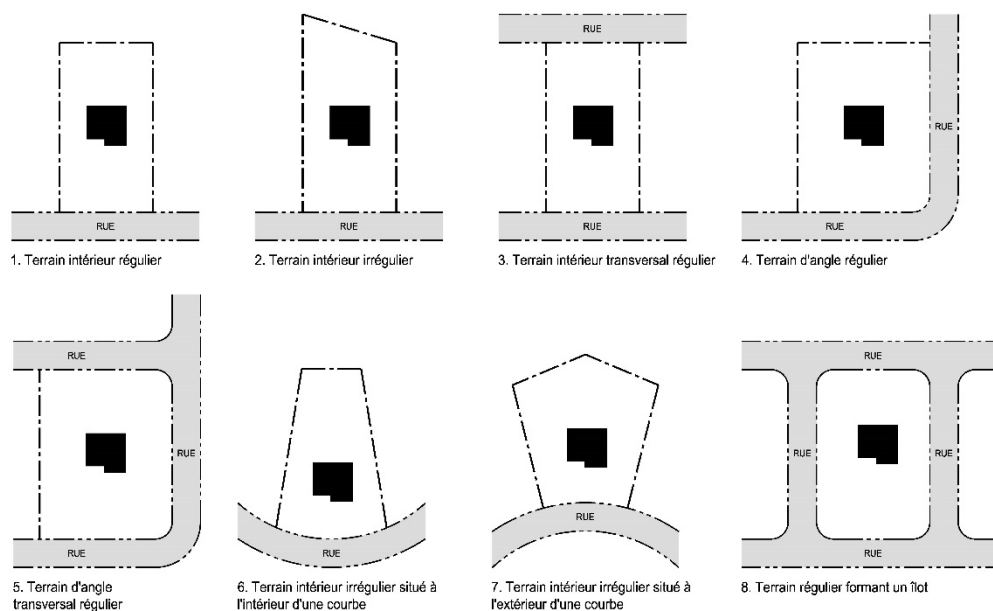 RUE
RUE
RUE
RUE
RUE
RUE
1. Terrain intérieur régulier
2. Terrain intérieur irrégulier
3. Terrain intérieur transversal régulier
4. Terrain d'angle régulier
RUE
RUE
RUE
5. Terrain d'angle
transversal régulier
RUE
6. Terrain intérieur irrégulier situé à
l'intérieur d'une courbe
RUE
7. Terrain intérieur irrégulier situé à
l'extérieur d'une courbe
RUE
RUE
RUE
RUE
8. Terrain régulier formant un îlot